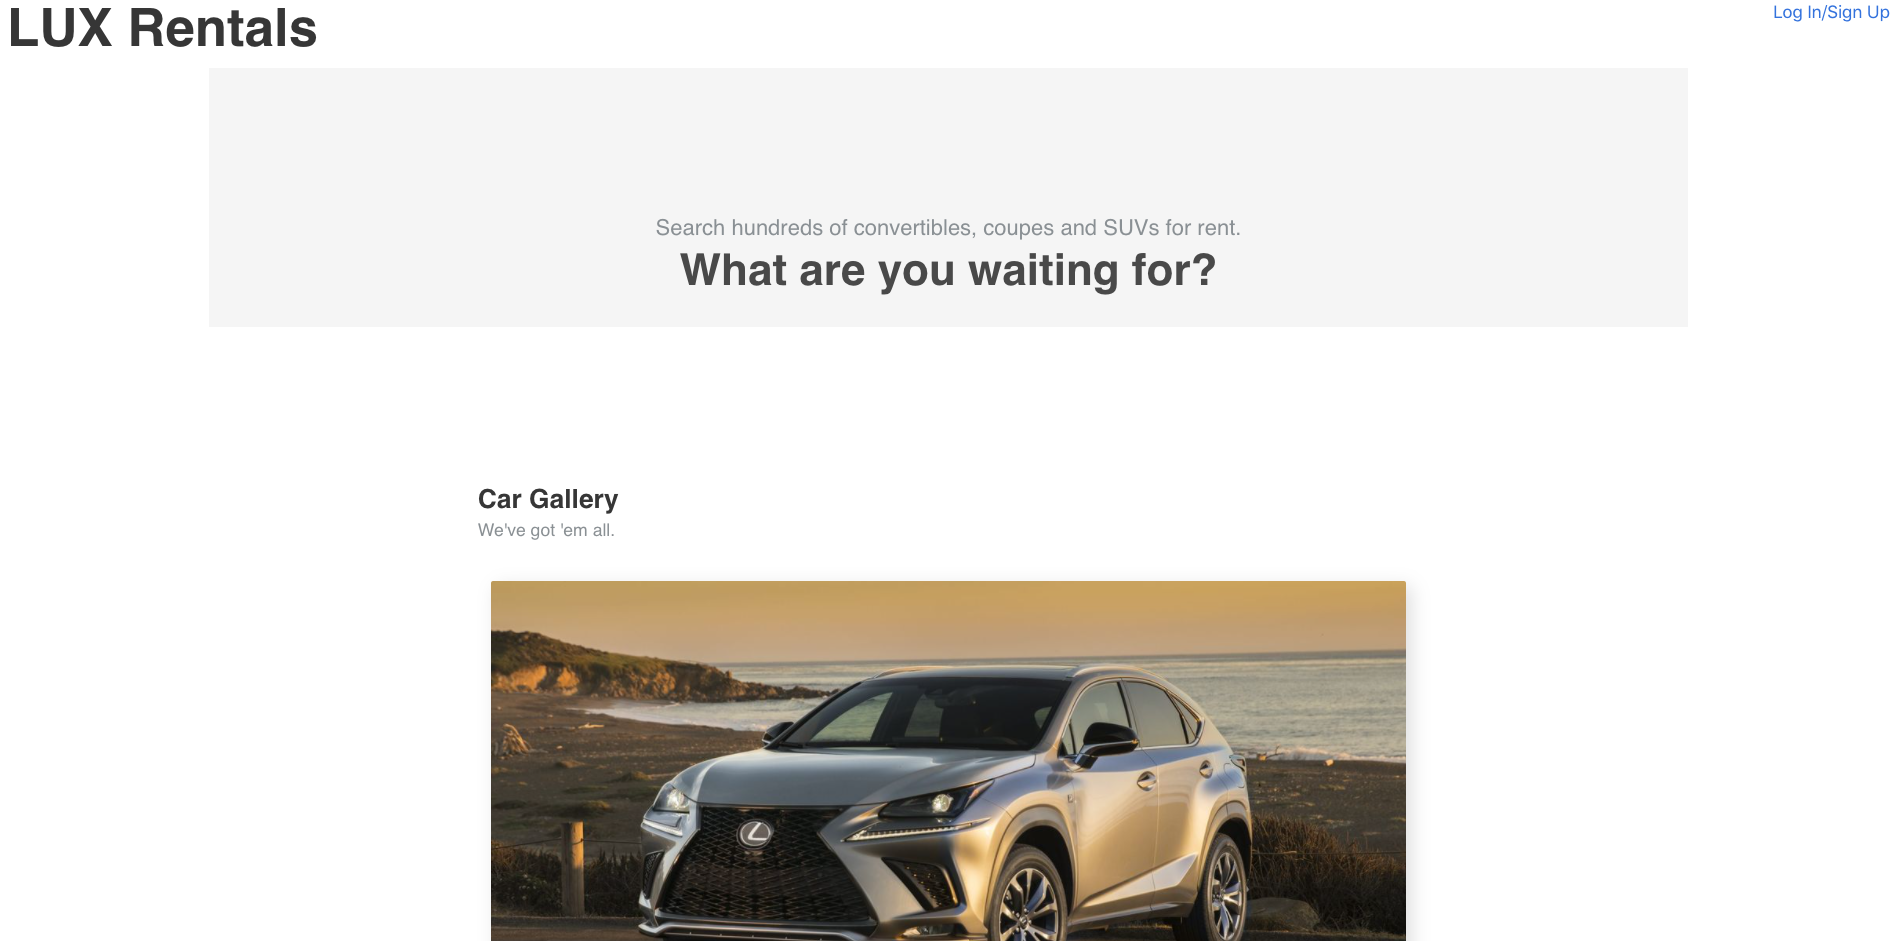 LUX Rentals
Log In/Sign Up
Search hundreds of convertibles, coupes and SUVs for rent.
What are you waiting for?
Car Gallery
We've got 'em all.